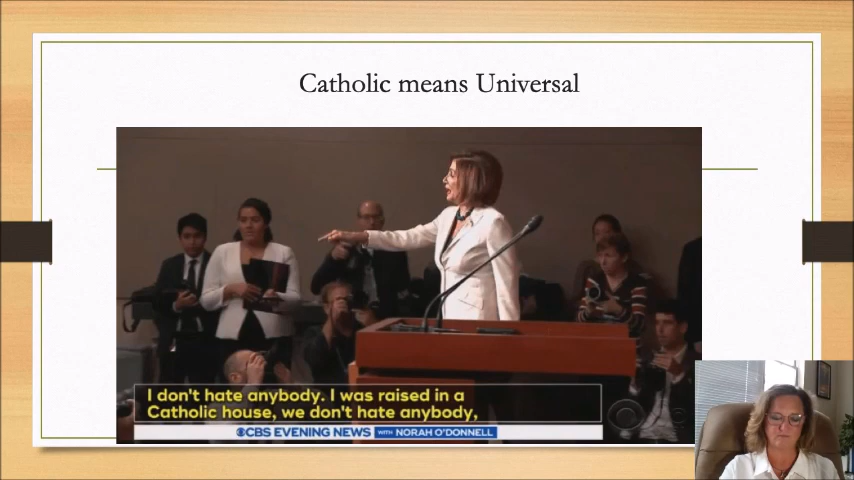 Catholic means Universal
I don't hate anybody. I was raised in a
Catholic house, we don't hate anybody,
CBS EVENING NEWS WITH NORAH O'DONNELL